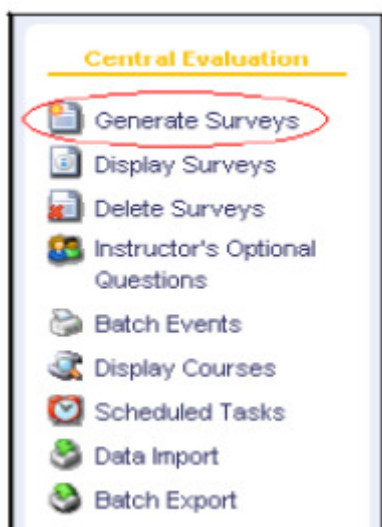 Central Evaluation
Generate Surveys
Display Surveys
Delete Surveys
Instructor's Optional
Questions
Batch Events
Display Courses
Scheduled Tasks
Data Import
Batch Export